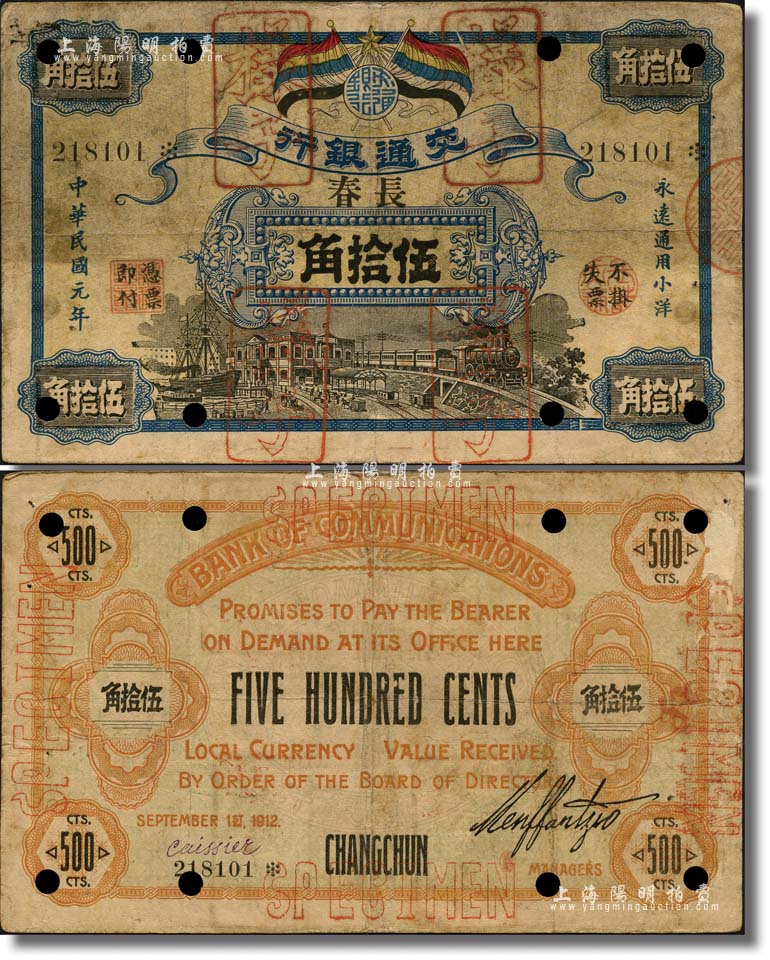 上海陽明拍賣
www.yangmingauction.com
角拾伍
角拾伍
218101
218101
行銀通交
春長
角拾伍
中華民國元年
永遠通用小洋
憑票即付
不掛失票
角拾伍
角拾伍
上海陽明拍賣
www.yangmingauction.com
SPECIMEN
CTS.
500
CTS.
CTS.
500
CTS.
BANK OF COMMUNICATIONS
PROMISES TO PAY THE BEARER
ON DEMAND AT ITS OFFICE HERE
FIVE HUNDRED CENTS
角拾伍
角拾伍
SPECIMEN
SPECIMEN
LOCAL CURRENCY VALUE RECEIVED
BY ORDER OF THE BOARD OF DIRECTORS
SEPTEMBER 1ST, 1912.
caissier
218101
CHANGCHUN
MANAGERS
CTS.
500
CTS.
CTS.
500
CTS.
SPECIMEN
上海陽明拍賣
www.yangmingauction.com